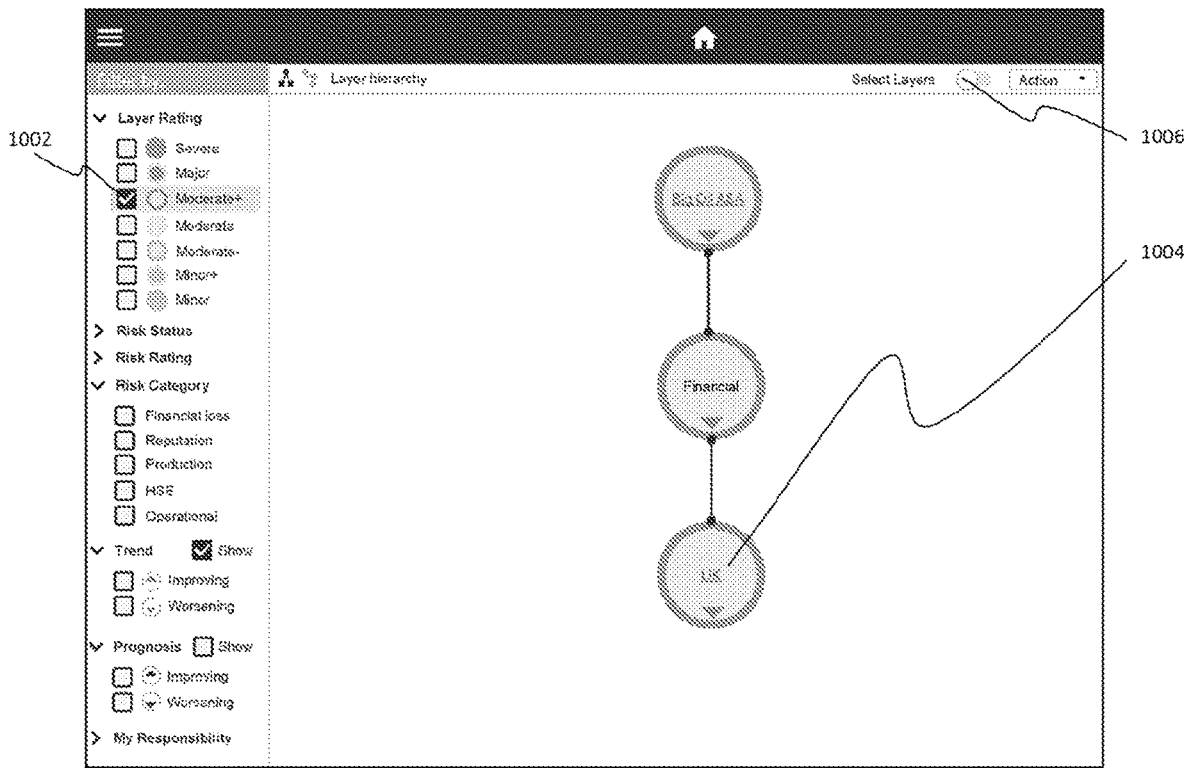 Layer hierarchy
Select Layers
Action
Layer Rating
1002
1006
Severe
Major
Moderate+
Moderate
Moderate-
Minor+
Minor
1004
Risk Status
Risk Rating
Financial
Risk Category
Financial loss
Reputation
Production
HSE
Operational
Trend
Show
Improving
UK
Worsening
Prognosis
Show
Improving
Worsening
My Responsibility